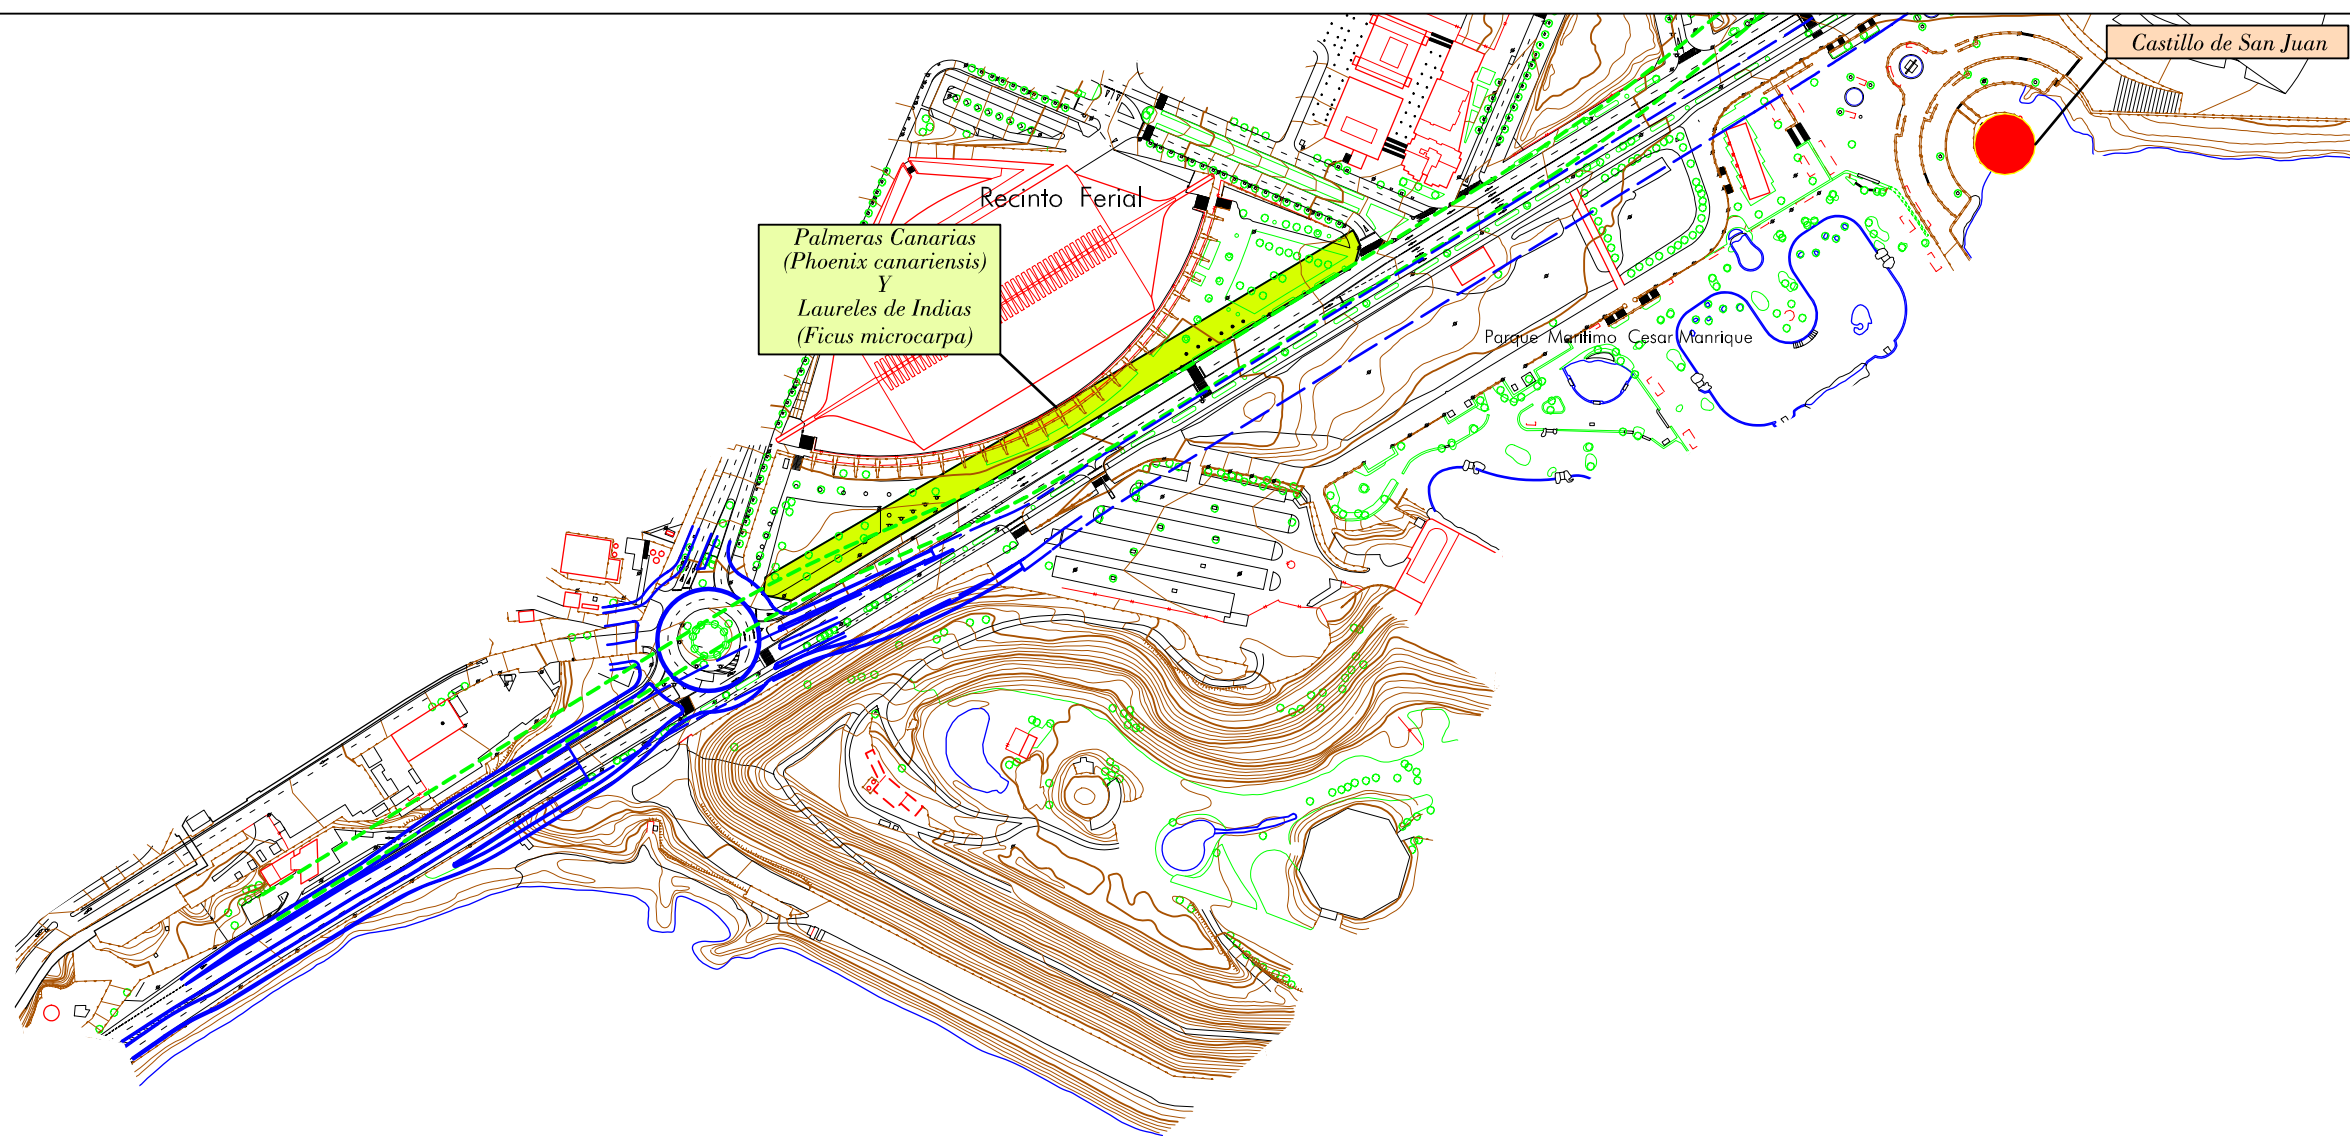 Castillo de San Juan
Recinto Ferial
Palmeras Canarias
(Phoenix canariensis)
Y
Laureles de Indias
(Ficus microcarpa)
Parque Marítimo Cesar Manrique